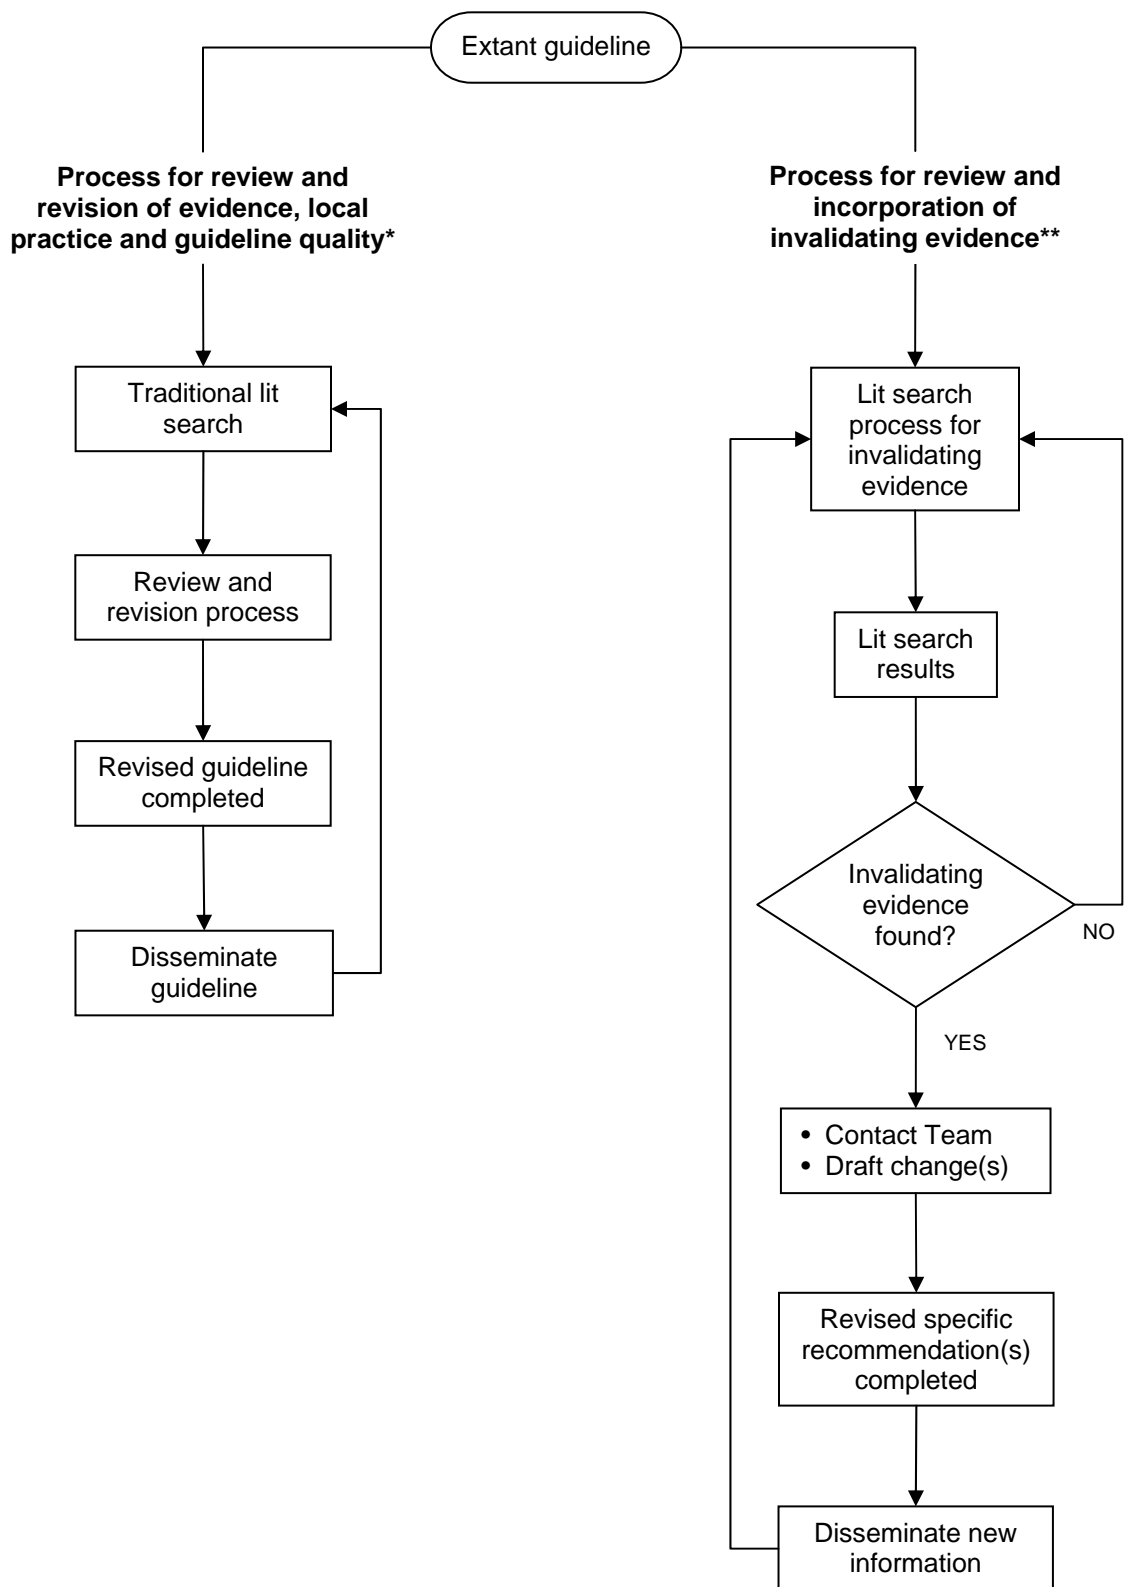 Extant guideline
Process for review and
revision of evidence, local
practice and guideline quality*
Traditional lit
search
Review and
revision process
Revised guideline
completed
Disseminate
guideline
Process for review and
incorporation of
invalidating evidence**
Lit search
process for
invalidating
evidence
Lit search
results
Invalidating
evidence
found?
NO
YES
• Contact Team
• Draft change(s)
Revised specific
recommendation(s)
completed
Disseminate new
information